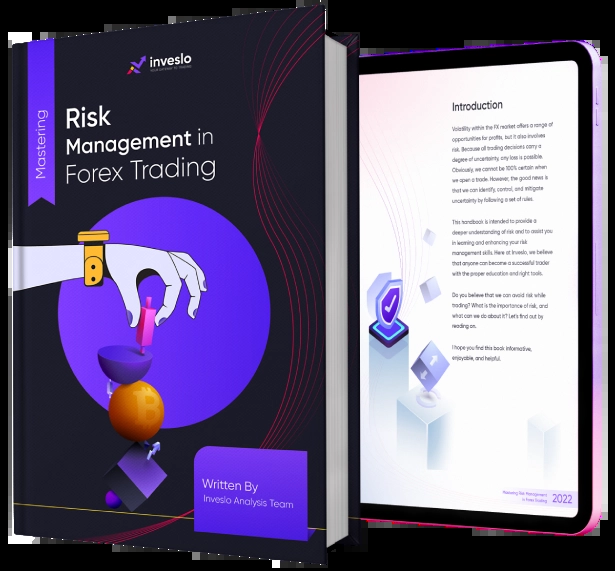 inveslo
Mastering
Risk
Management in
Forex Trading
Written By
Inveslo Analysis Team
Introduction
Volatility within the FX market offers a range of
opportunities for profits, but it also involves
risk. Because all trading decisions carry a
degree of uncertainty, any loss is possible.
Obviously, we cannot be 100% certain when
we open a trade. However, the good news is
that we can identify, control, and mitigate
uncertainty by following a set of rules.
This handbook is intended to provide a
deeper understanding of risk and to assist you
in learning and enhancing your risk
management skills. Here at Inveslo, we believe
that anyone can become a successful trader
with the proper education and right tools.
Do you believe that we can avoid risk while
trading? What is the importance of risk, and
what can we do about it? Let's find out by
reading on.
I hope you find this book informative,
enjoyable, and helpful.
Mastering Risk Management
in Forex Trading
2022